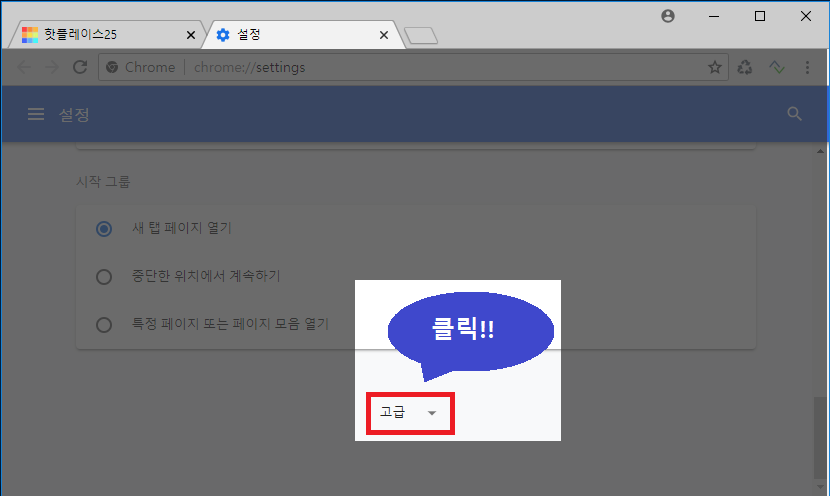 핫플레이스25
설정
Chrome
chrome://settings
설정
시작 그룹
새 탭 페이지 열기
중단한 위치에서 계속하기
특정 페이지 또는 페이지 모음 열기
클릭!!
고급